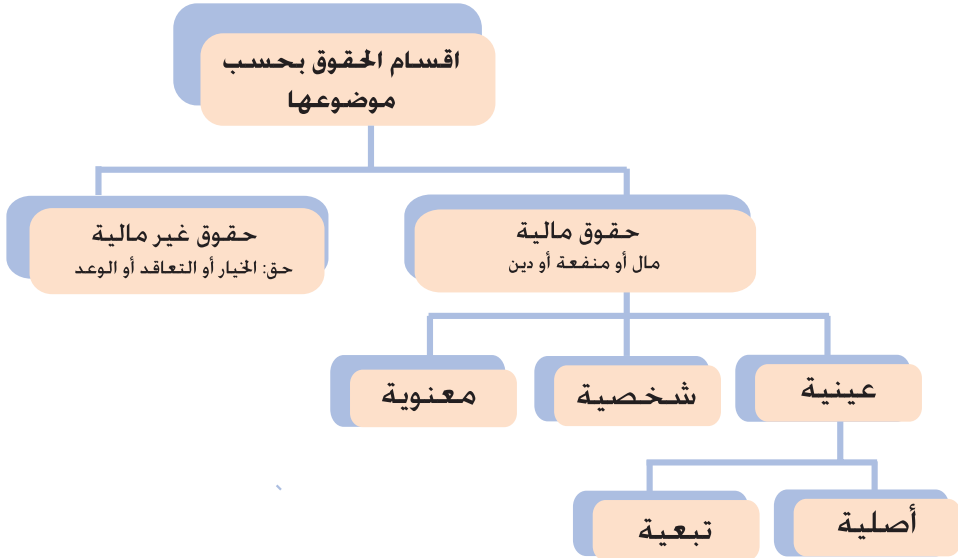 اقسام الحقوق بحسب
موضوعها
حقوق مالية
مال أو منفعة أو دين
حقوق غير مالية
حق: الخيار أو التعاقد أو الوعد
عينية
شخصية
معنوية
أصلية
تبعية